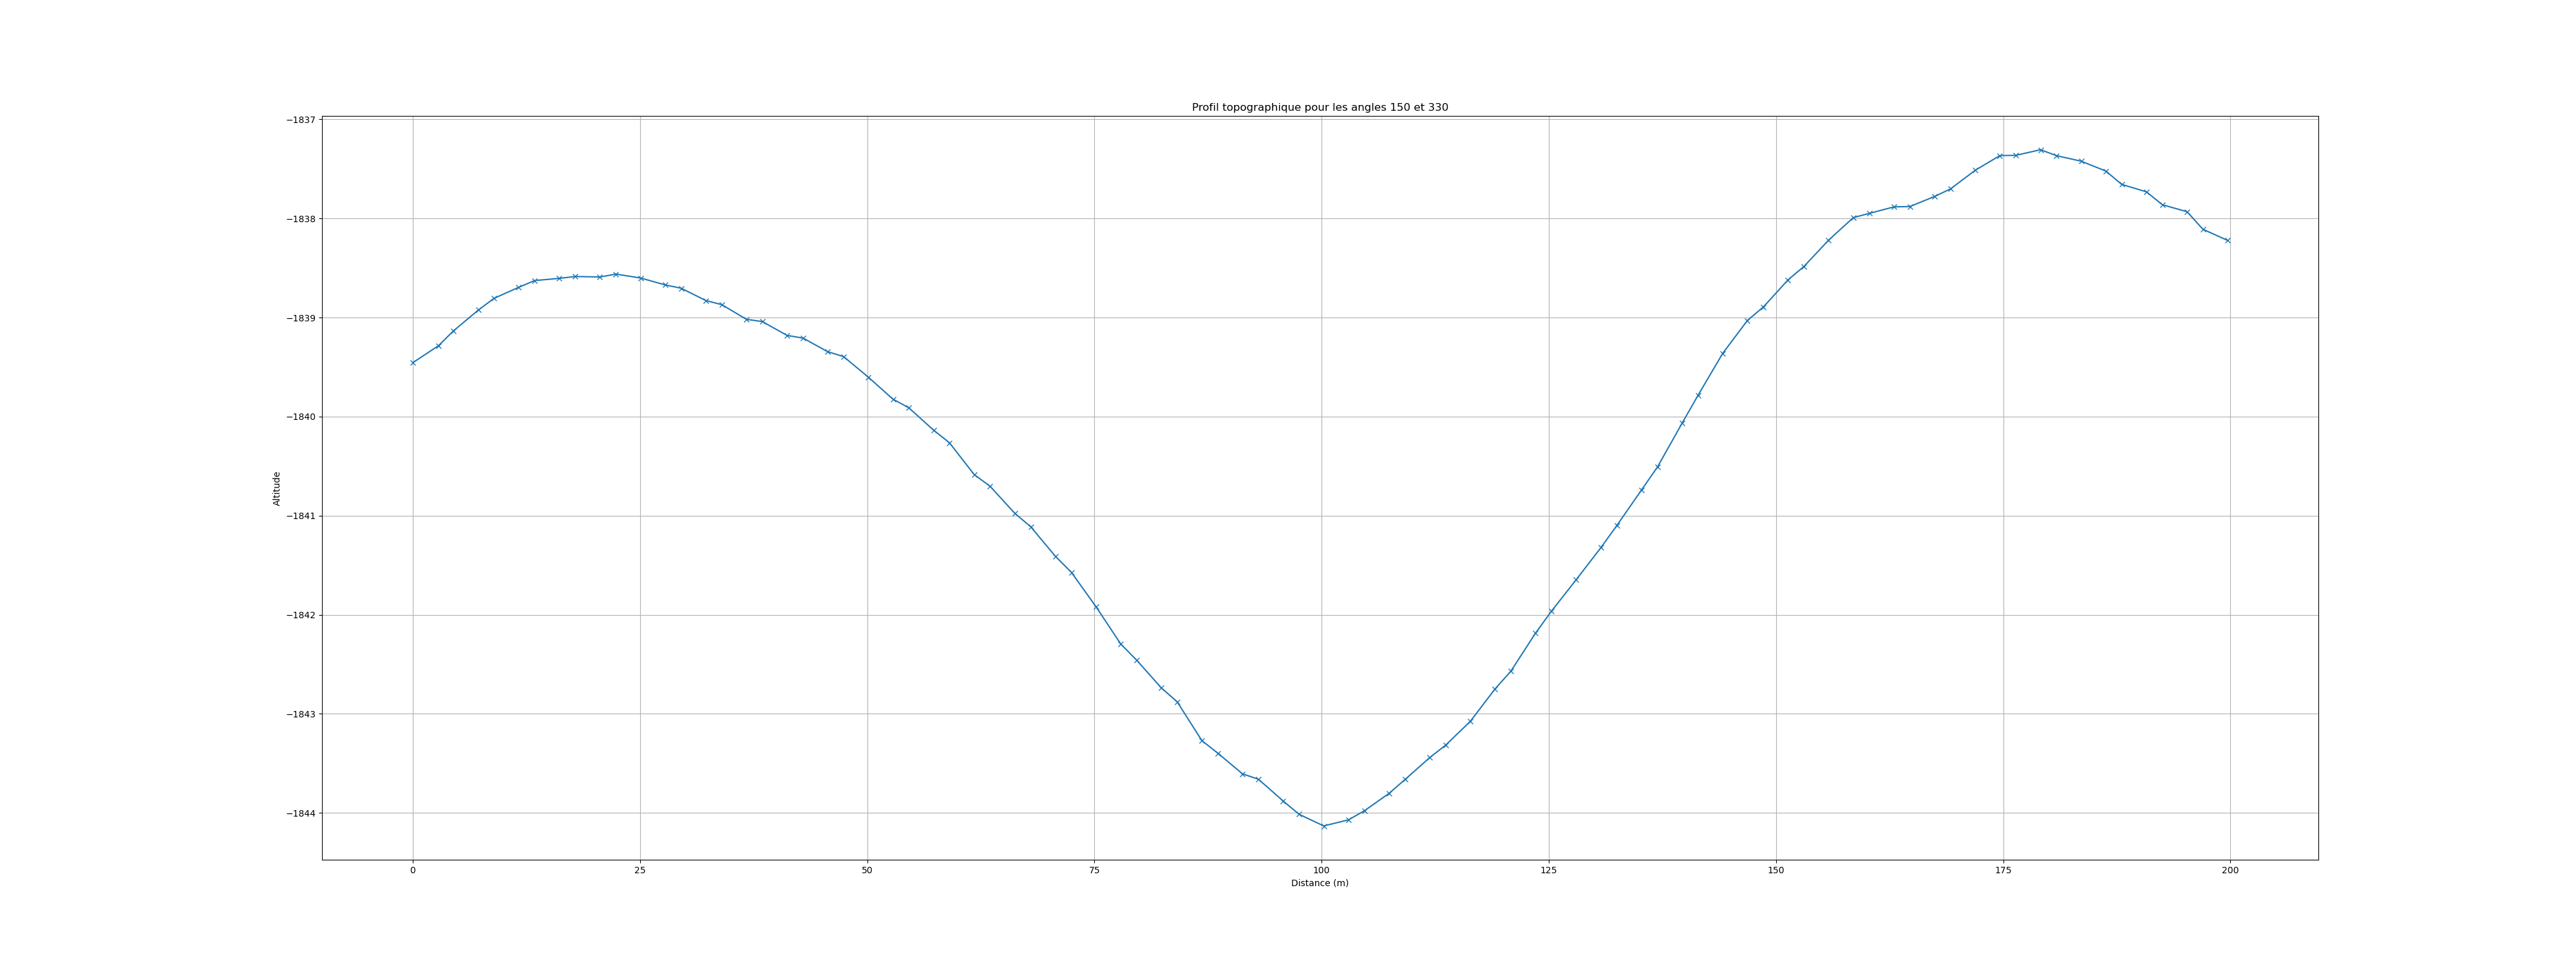 Profil topographique pour les angles 150 et 330
−1837
−1838
−1839
−1840
−1841
−1842
−1843
−1844
Altitude
0 25 50 75 100 125 150 175 200
Distance (m)